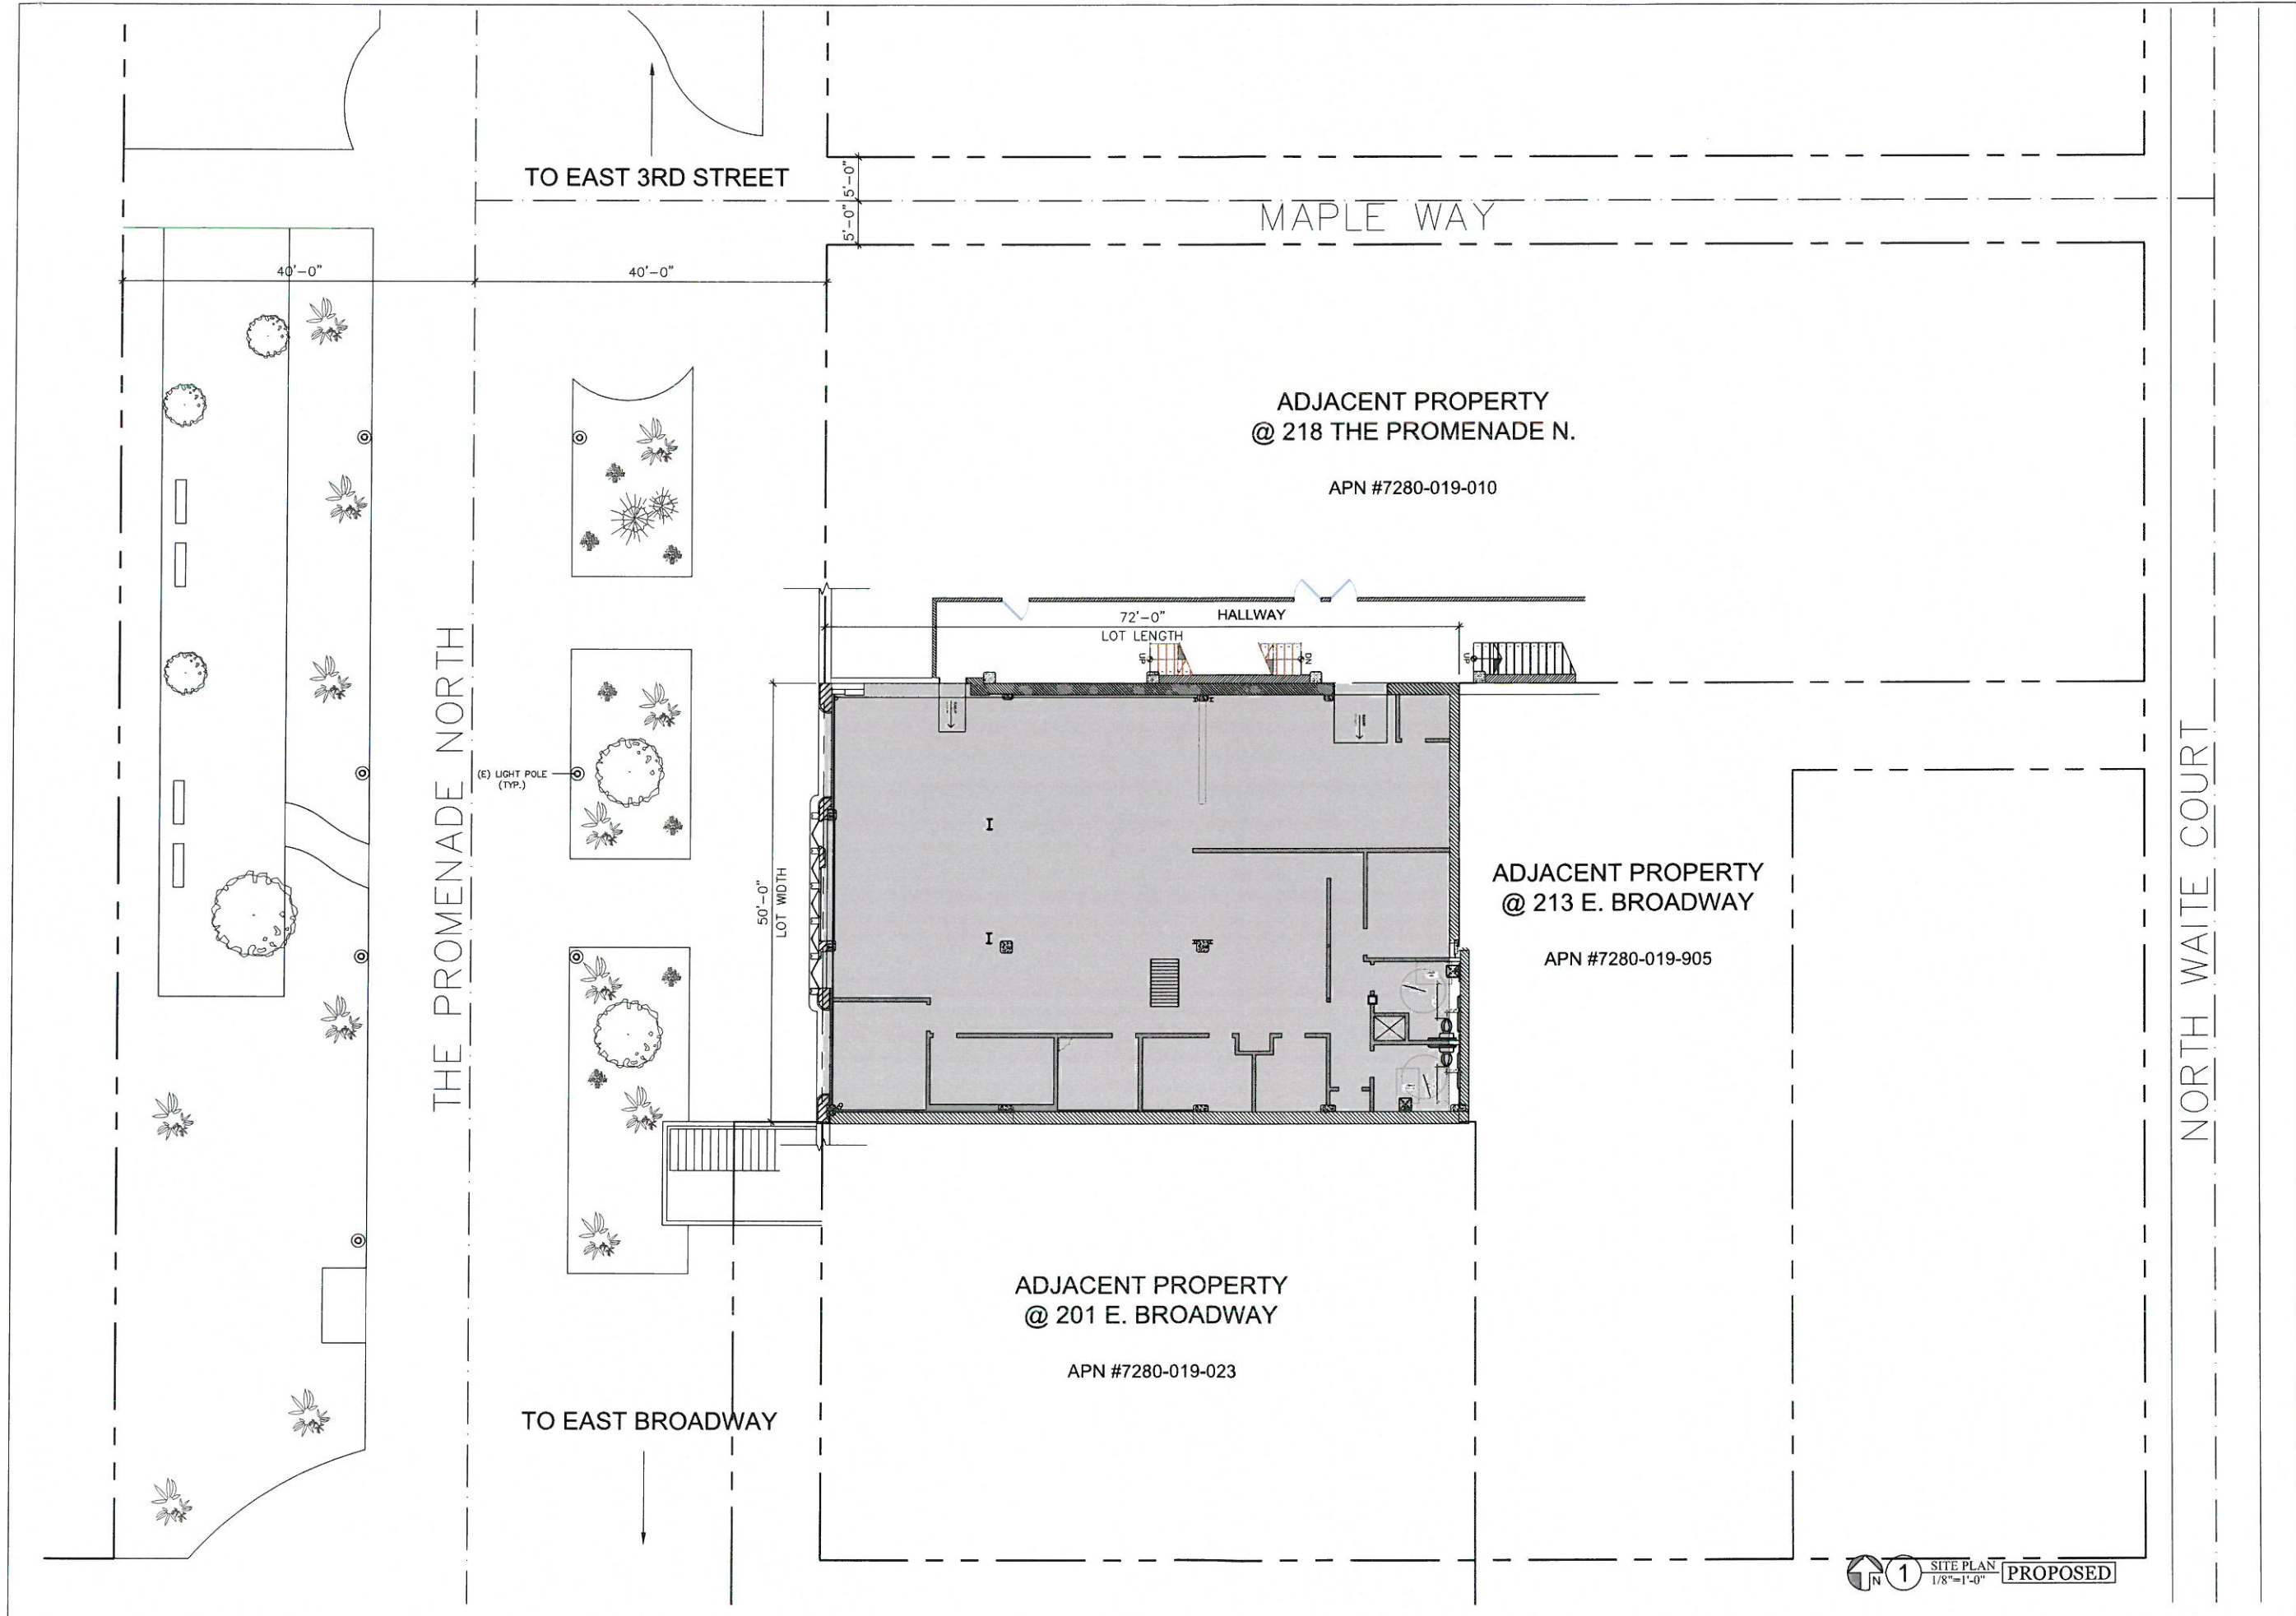 TO EAST 3RD STREET
5'-0"
5'-0"
MAPLE WAY
40'-0"
40'-0"
ADJACENT PROPERTY
@ 218 THE PROMENADE N.
APN #7280-019-010
72'-0"
HALLWAY
LOT LENGTH
UP
DN
UP
THE PROMENADE NORTH
(E) LIGHT POLE
(TYP.)
50'-0"
LOT WIDTH
ADJACENT PROPERTY
@ 213 E. BROADWAY
APN #7280-019-905
NORTH WAITE COURT
ADJACENT PROPERTY
@ 201 E. BROADWAY
APN #7280-019-023
TO EAST BROADWAY
N
1
SITE PLAN
1/8"=1'-0"
PROPOSED